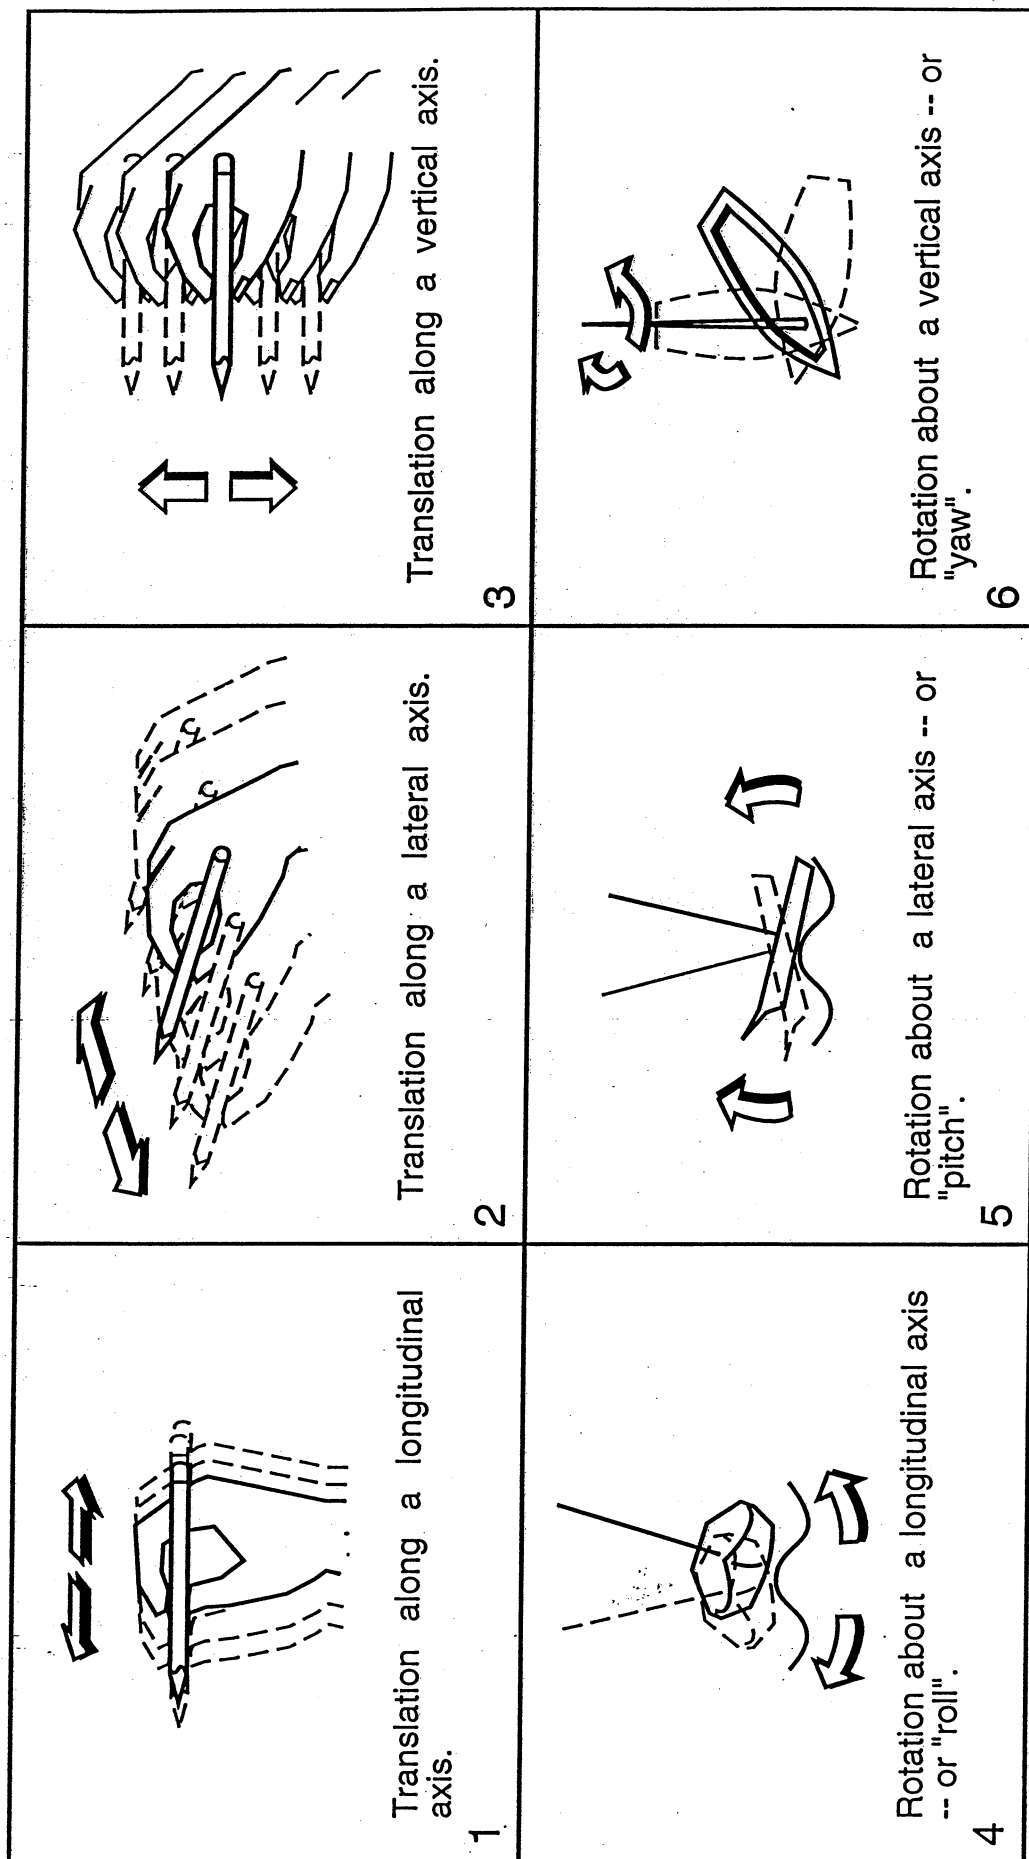 Translation along a longitudinal
axis.
1
Translation along a lateral axis.
2
Translation along a vertical axis.
3
Rotation about a longitudinal axis
-- or "roll".
4
Rotation about a lateral axis -- or
"pitch".
5
Rotation about a vertical axis -- or
"yaw".
6